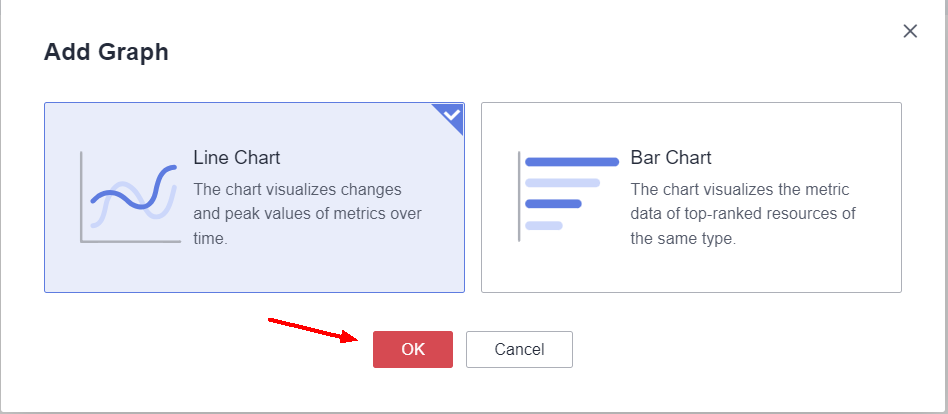 Add Graph
Line Chart
The chart visualizes changes
and peak values of metrics over
time.
Bar Chart
The chart visualizes the metric
data of top-ranked resources of
the same type.
OK
Cancel